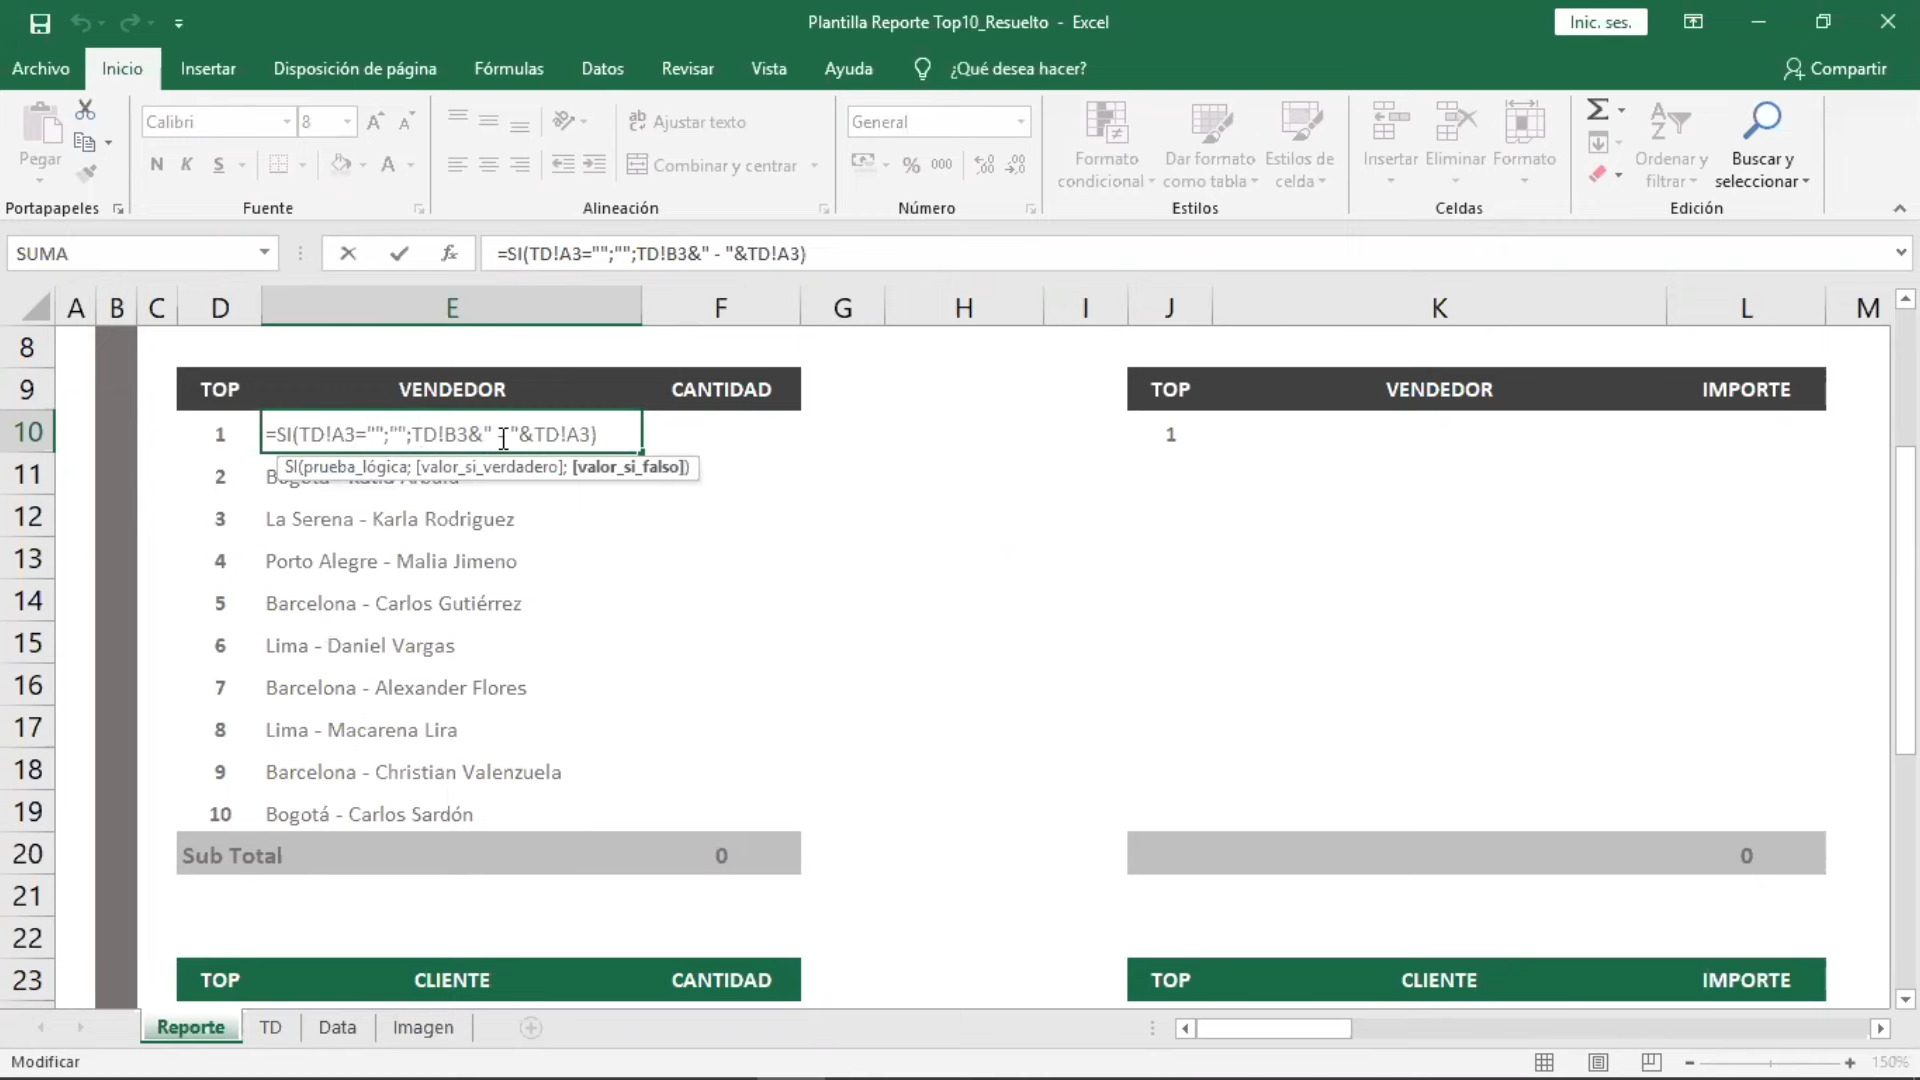 Plantilla Reporte Top10_Resuelto - Excel
Inic. ses.
Archivo Inicio Insertar Disposición de página Fórmulas Datos Revisar Vista Ayuda ¿Qué desea hacer? Compartir
Pegar
Portapapeles
Calibri 8
N K S A
Fuente
Ajustar texto
Combinar y centrar
Alineación
General
% 000
Número
Formato condicional
Dar formato como tabla
Estilos de celda
Estilos
Insertar Eliminar Formato
Celdas
Ordenar y filtrar
Buscar y seleccionar
Edición
SUMA fx =SI(TD!A3="";"";TD!B3&" - "&TD!A3)
A B C D E F G H I J K L M
8
9 TOP VENDEDOR CANTIDAD TOP VENDEDOR IMPORTE
10 1 =SI(TD!A3="";"";TD!B3&" - "&TD!A3) 1
SI(prueba_lógica; [valor_si_verdadero]; [valor_si_falso])
11 2
12 3 La Serena - Karla Rodriguez
13 4 Porto Alegre - Malia Jimeno
14 5 Barcelona - Carlos Gutiérrez
15 6 Lima - Daniel Vargas
16 7 Barcelona - Alexander Flores
17 8 Lima - Macarena Lira
18 9 Barcelona - Christian Valenzuela
19 10 Bogotá - Carlos Sardón
20 Sub Total 0 0
21
22
23 TOP CLIENTE CANTIDAD TOP CLIENTE IMPORTE
Reporte TD Data Imagen
Modificar 150%